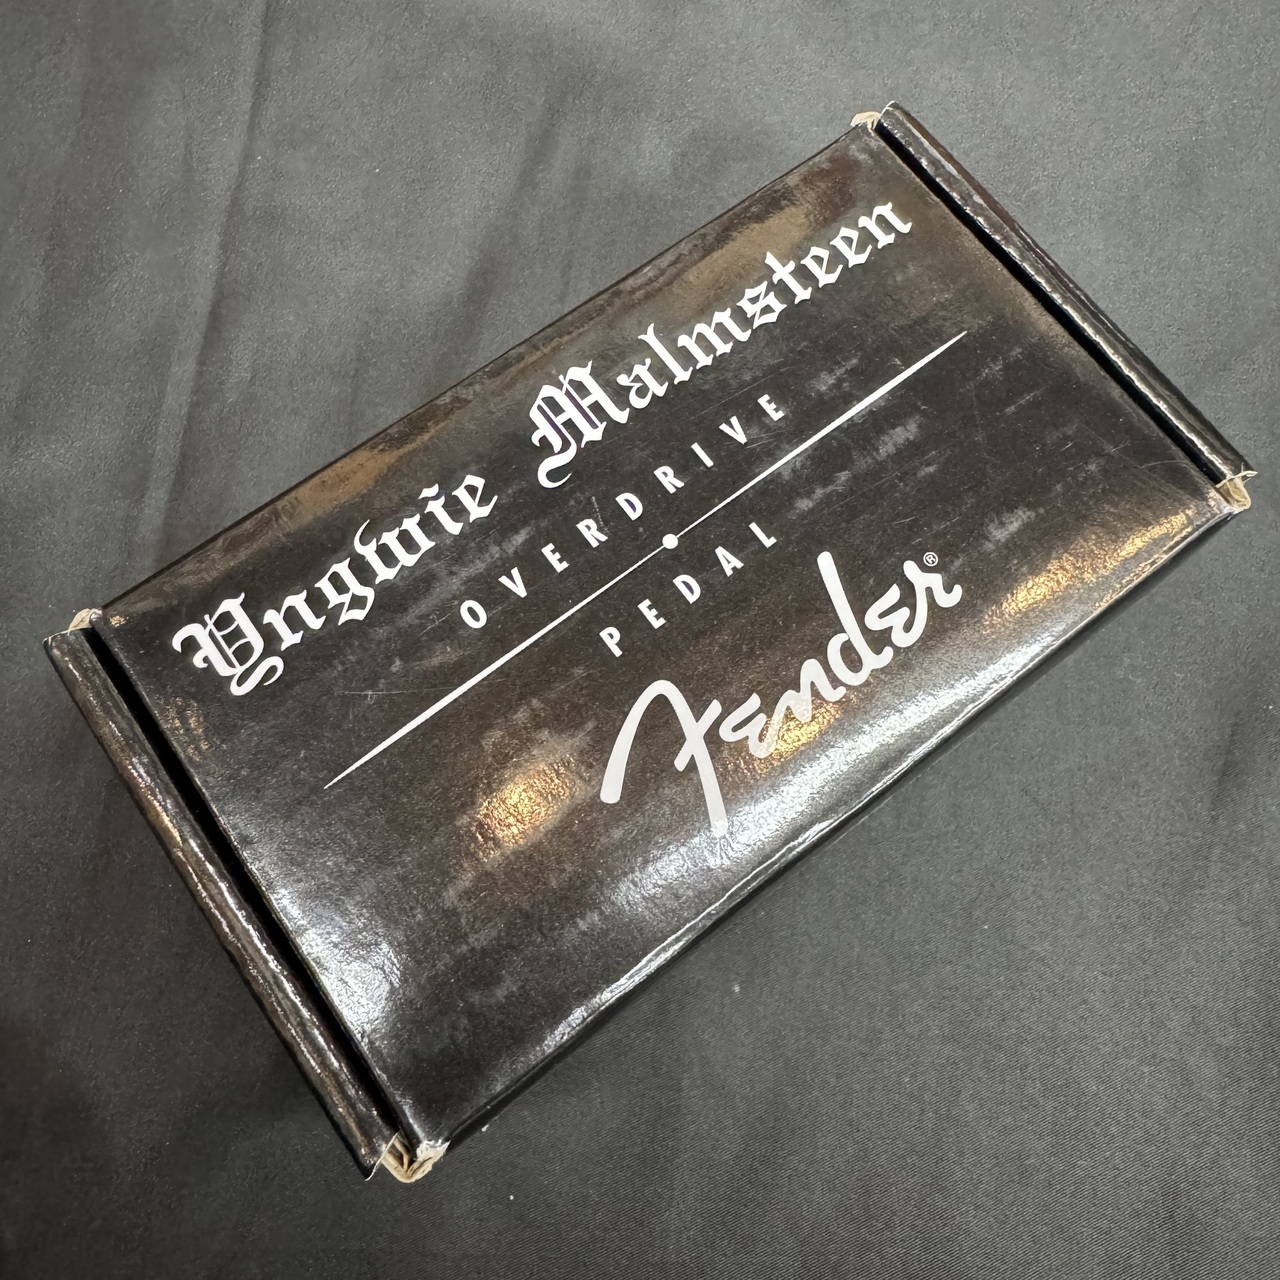 Yngwie Malmsteen
OVERDRIVE
PEDAL
Fender®